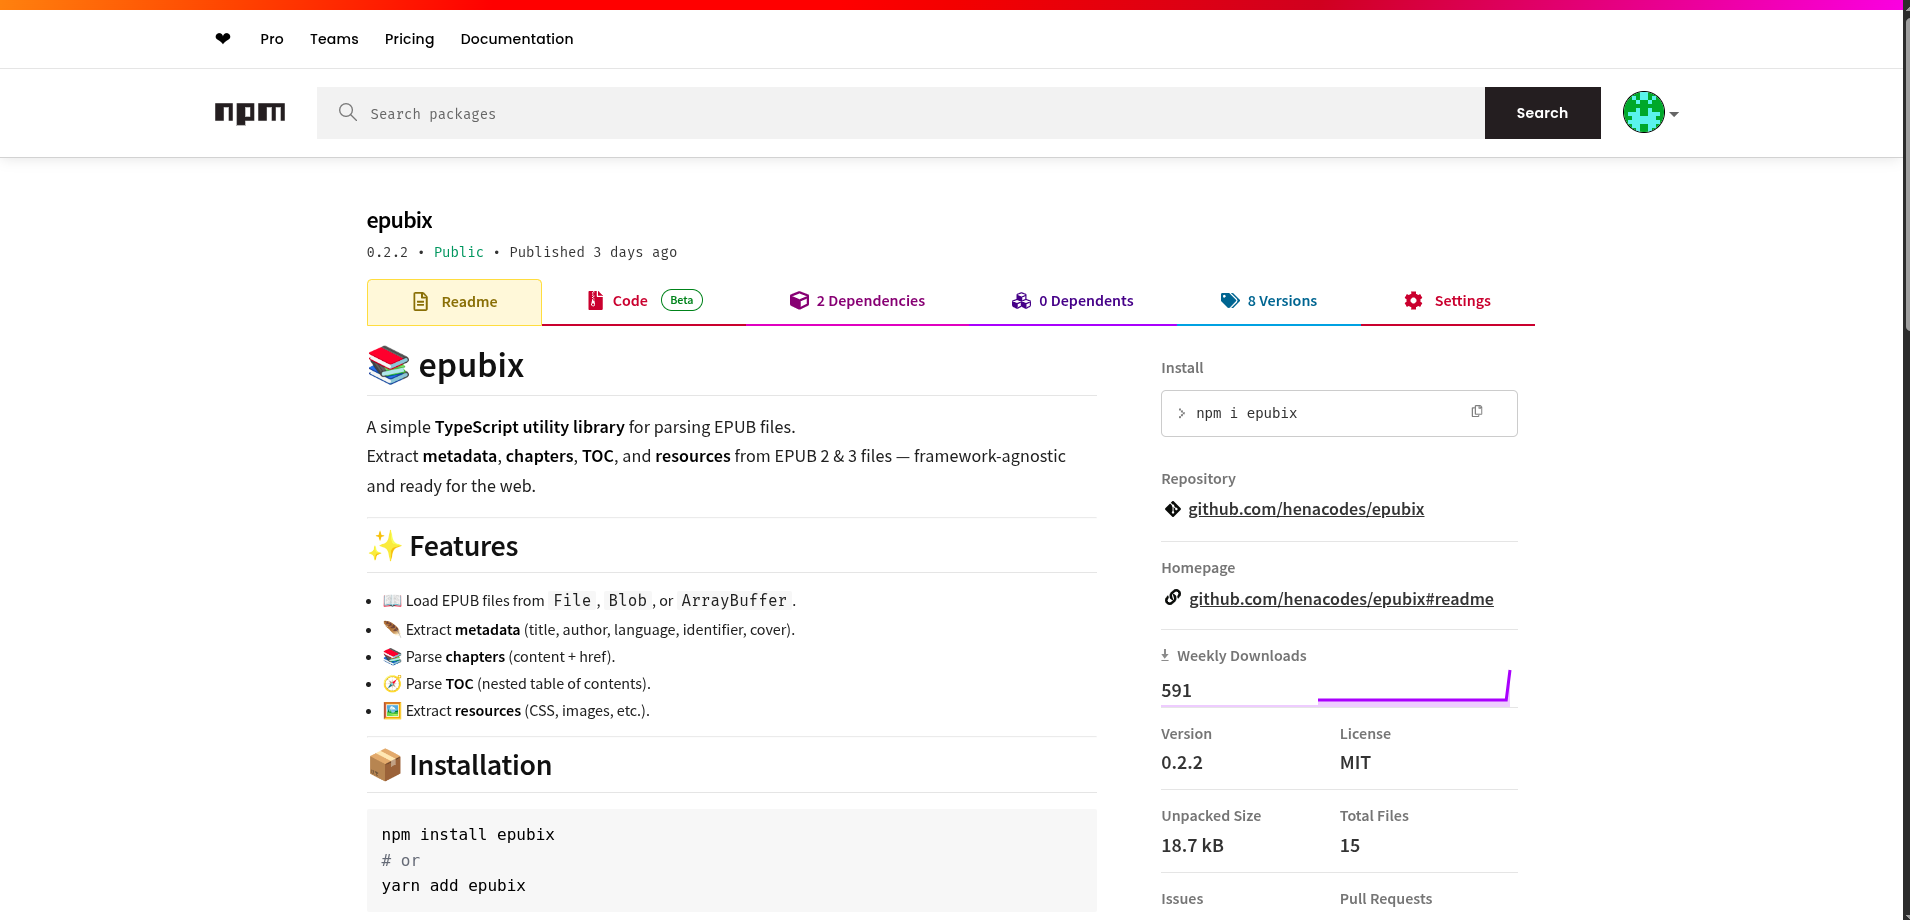 ❤ Pro Teams Pricing Documentation
npm Search packages Search
epubix
0.2.2 • Public • Published 3 days ago
Readme Code Beta 2 Dependencies 0 Dependents 8 Versions Settings
📚 epubix
A simple TypeScript utility library for parsing EPUB files.
Extract metadata, chapters, TOC, and resources from EPUB 2 & 3 files — framework-agnostic
and ready for the web.
✨ Features
• 📖 Load EPUB files from File, Blob, or ArrayBuffer.
• 🪶 Extract metadata (title, author, language, identifier, cover).
• 📚 Parse chapters (content + href).
• 🧭 Parse TOC (nested table of contents).
• 🖼️ Extract resources (CSS, images, etc.).
📦 Installation
npm install epubix
# or
yarn add epubix
Install
> npm i epubix
Repository
github.com/henacodes/epubix
Homepage
github.com/henacodes/epubix#readme
Weekly Downloads
591
Version License
0.2.2 MIT
Unpacked Size Total Files
18.7 kB 15
Issues Pull Requests